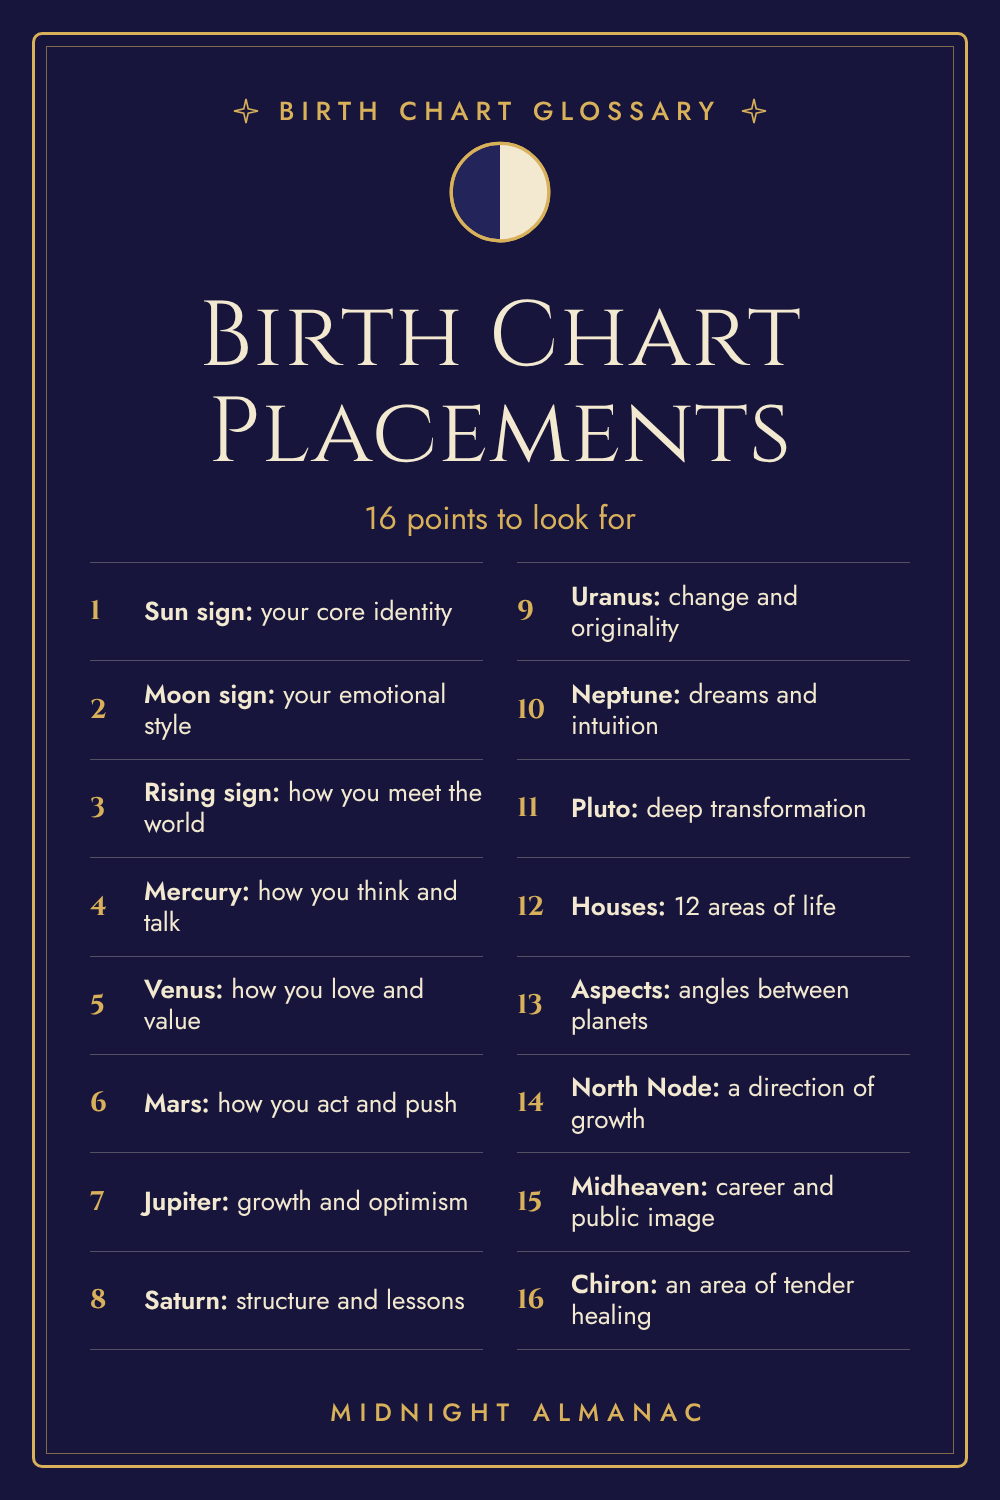 BIRTH CHART GLOSSARY
Birth Chart
Placements
16 points to look for
1 Sun sign: your core identity
2 Moon sign: your emotional
style
3 Rising sign: how you meet the
world
4 Mercury: how you think and
talk
5 Venus: how you love and
value
6 Mars: how you act and push
7 Jupiter: growth and optimism
8 Saturn: structure and lessons
9 Uranus: change and
originality
10 Neptune: dreams and
intuition
11 Pluto: deep transformation
12 Houses: 12 areas of life
13 Aspects: angles between
planets
14 North Node: a direction of
growth
15 Midheaven: career and
public image
16 Chiron: an area of tender
healing
MIDNIGHT ALMANAC